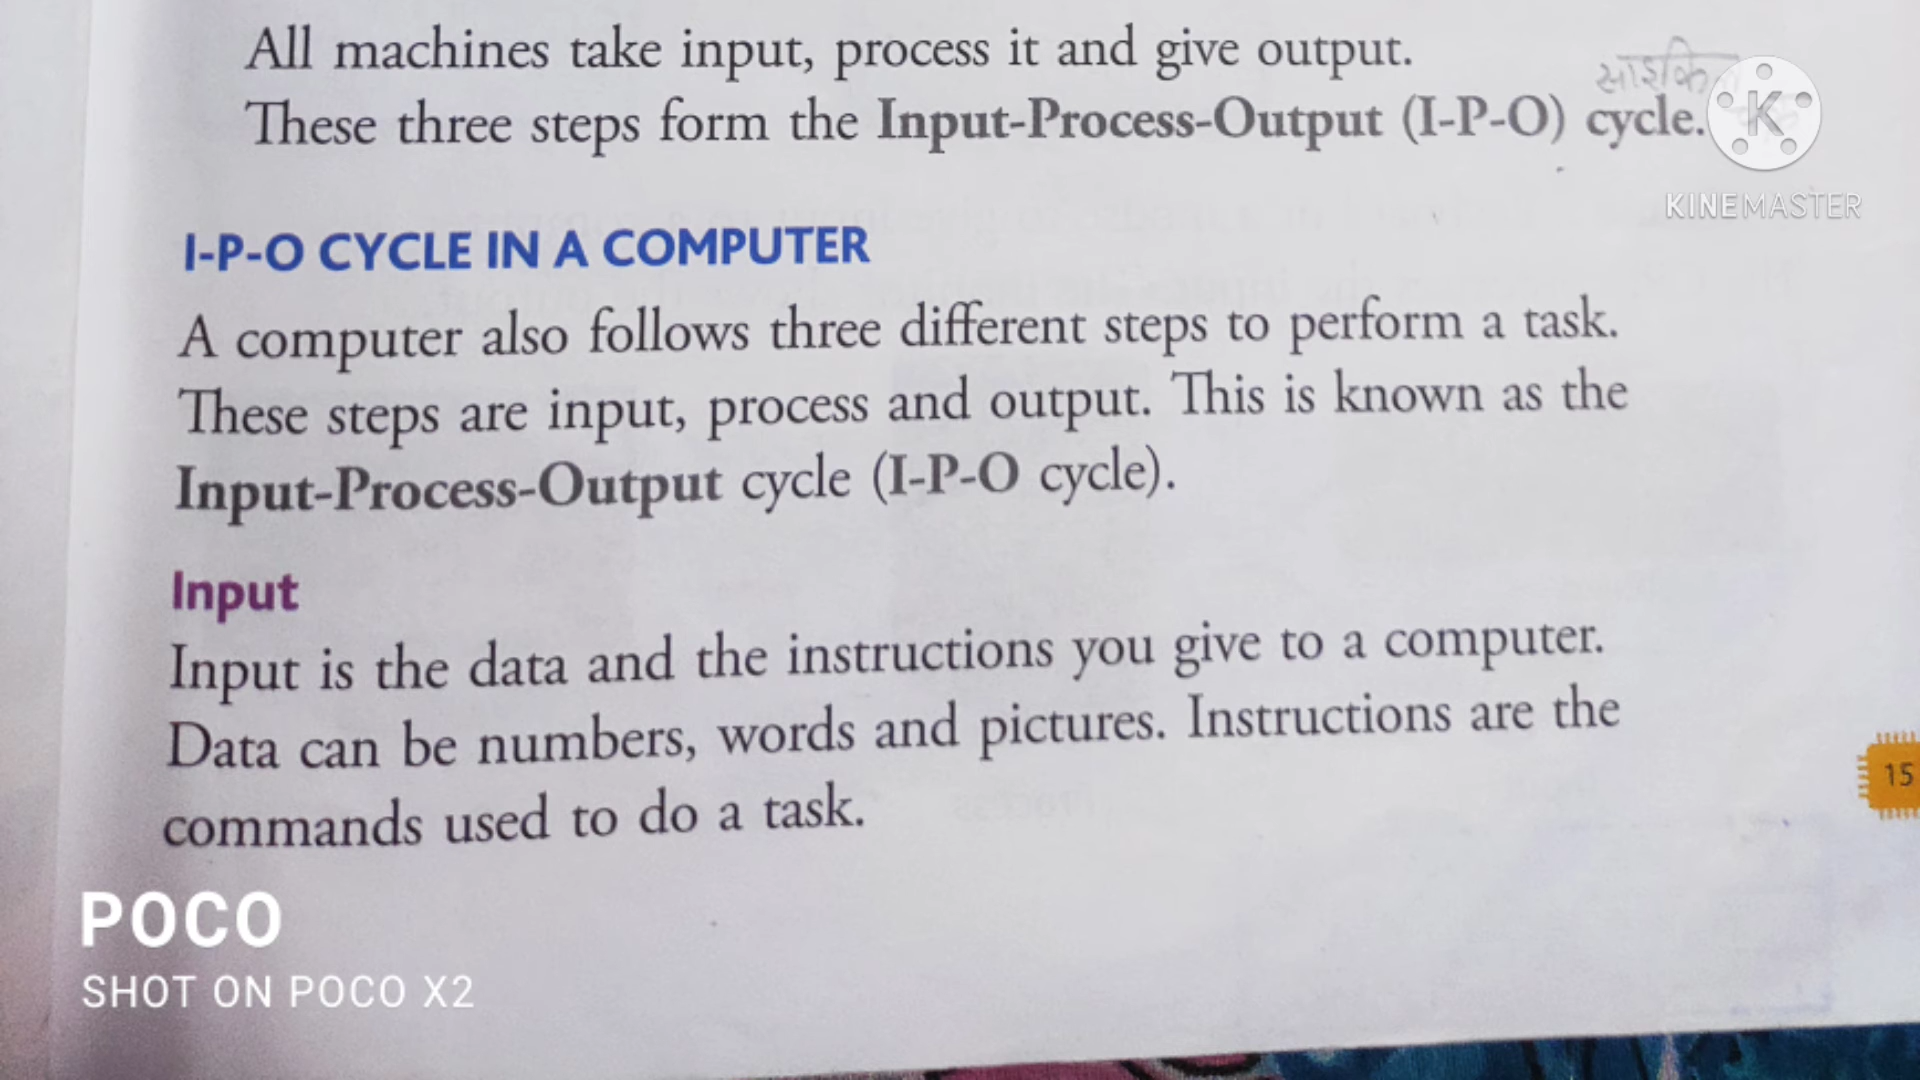 All machines take input, process it and give output.
साइकिल
These three steps form the Input-Process-Output (I-P-O) cycle.
K
KINEMASTER
I-P-O CYCLE IN A COMPUTER
A computer also follows three different steps to perform a task.
These steps are input, process and output. This is known as the
Input-Process-Output cycle (I-P-O cycle).
Input
Input is the data and the instructions you give to a computer.
Data can be numbers, words and pictures. Instructions are the
commands used to do a task.
15
POCO
SHOT ON POCO X2